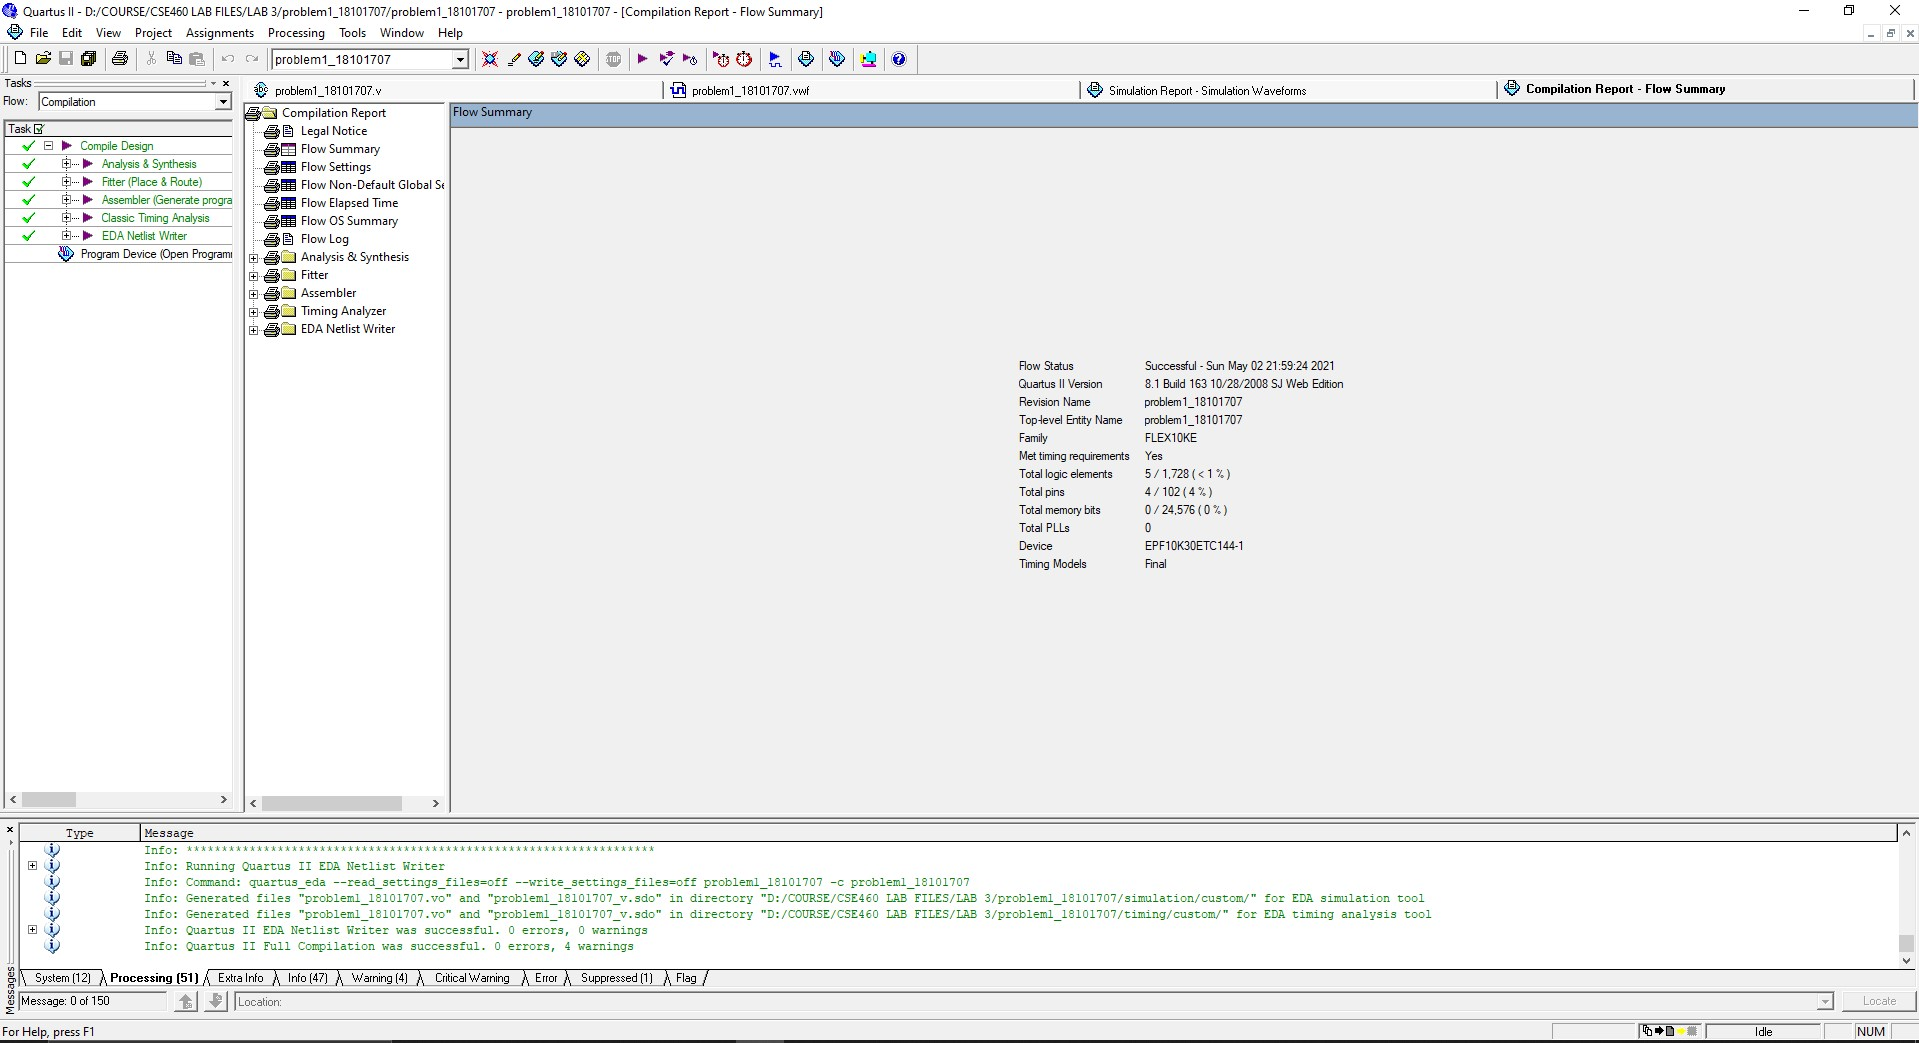 Quartus II - D:/COURSE/CSE460 LAB FILES/LAB 3/problem1_18101707/problem1_18101707 - problem1_18101707 - [Compilation Report - Flow Summary]
File Edit View Project Assignments Processing Tools Window Help
problem1_18101707
STOP
Tasks
Flow: Compilation
Task
Compile Design
Analysis & Synthesis
Fitter (Place & Route)
Assembler (Generate progra
Classic Timing Analysis
EDA Netlist Writer
Program Device (Open Program
problem1_18101707.v
problem1_18101707.vwf
Simulation Report - Simulation Waveforms
Compilation Report - Flow Summary
Compilation Report
Legal Notice
Flow Summary
Flow Settings
Flow Non-Default Global Se
Flow Elapsed Time
Flow OS Summary
Flow Log
Analysis & Synthesis
Fitter
Assembler
Timing Analyzer
EDA Netlist Writer
Flow Summary
Flow Status Successful - Sun May 02 21:59:24 2021
Quartus II Version 8.1 Build 163 10/28/2008 SJ Web Edition
Revision Name problem1_18101707
Top-level Entity Name problem1_18101707
Family FLEX10KE
Met timing requirements Yes
Total logic elements 5 / 1,728 ( < 1 % )
Total pins 4 / 102 ( 4 % )
Total memory bits 0 / 24,576 ( 0 % )
Total PLLs 0
Device EPF10K30ETC144-1
Timing Models Final
Type Message
Info: *******************************************************************
Info: Running Quartus II EDA Netlist Writer
Info: Command: quartus_eda --read_settings_files=off --write_settings_files=off problem1_18101707 -c problem1_18101707
Info: Generated files "problem1_18101707.vo" and "problem1_18101707_v.sdo" in directory "D:/COURSE/CSE460 LAB FILES/LAB 3/problem1_18101707/simulation/custom/" for EDA simulation tool
Info: Generated files "problem1_18101707.vo" and "problem1_18101707_v.sdo" in directory "D:/COURSE/CSE460 LAB FILES/LAB 3/problem1_18101707/timing/custom/" for EDA timing analysis tool
Info: Quartus II EDA Netlist Writer was successful. 0 errors, 0 warnings
Info: Quartus II Full Compilation was successful. 0 errors, 4 warnings
System (12) Processing (51) Extra Info Info (47) Warning (4) Critical Warning Error Suppressed (1) Flag
Messages
Message: 0 of 150 Location: Locate
For Help, press F1 Idle NUM